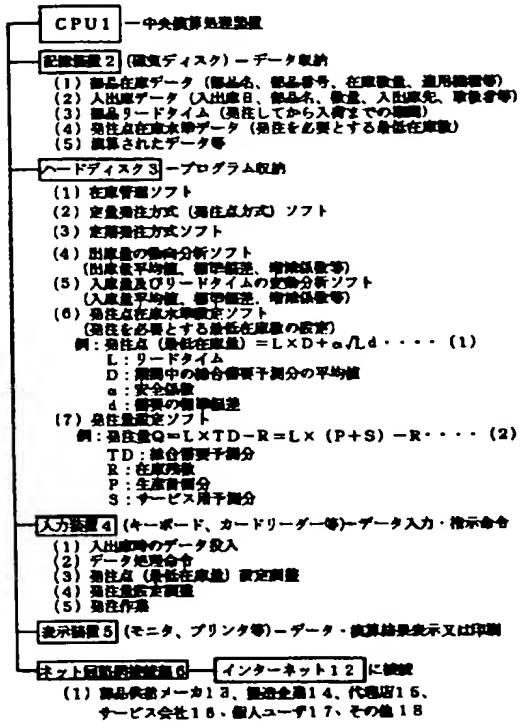 CPU1 ー中央演算処理装置
記憶装置2 (磁気ディスク) ーデータ収納
(1) 部品在庫データ (部品名、部品番号、在庫数量、適用機種等)
(2) 入出庫データ (入出庫日、部品名、数量、入出庫先、取扱者等)
(3) 部品リードタイム (発注してから入荷までの期間)
(4) 発注点在庫水準データ (発注を必要とする最低在庫数)
(5) 演算されたデータ等
ハードディスク3 ープログラム収納
(1) 在庫管理ソフト
(2) 定量発注方式 (発注点方式) ソフト
(3) 定期発注方式ソフト
(4) 出庫量の動向分析ソフト
(出庫量平均値、標準偏差、増減係数等)
(5) 入庫量及びリードタイムの変動分析ソフト
(入庫量平均値、標準偏差、増減係数等)
(6) 発注点在庫水準設定ソフト
(発注を必要とする最低在庫数の設定)
例:発注点 (最低在庫量) =L×D+α√Ld・・・・ (1)
L:リードタイム
D:期間中の総合需要予測分の平均値
α:安全係数
d:需要の標準偏差
(7) 発注量設定ソフト
例:発注量Q=L×TD−R=L× (P+S) −R・・・・ (2)
TD:総合需要予測分
R:在庫残数
P:生産計画分
S:サービス用予測分
入力装置4 (キーボード、カードリーダー等)ーデータ入力・指示命令
(1) 入出庫時のデータ投入
(2) データ処理命令
(3) 発注点 (最低在庫量) 設定調整
(4) 発注量設定調整
(5) 発注作業
表示装置5 (モニタ、プリンタ等) ーデータ・演算結果表示又は印刷
ネット回路網接続部6 インターネット12 に接続
(1) 部品供給メーカ13、製造企業14、代理店15、
サービス会社16、個人ユーザ17、その他18